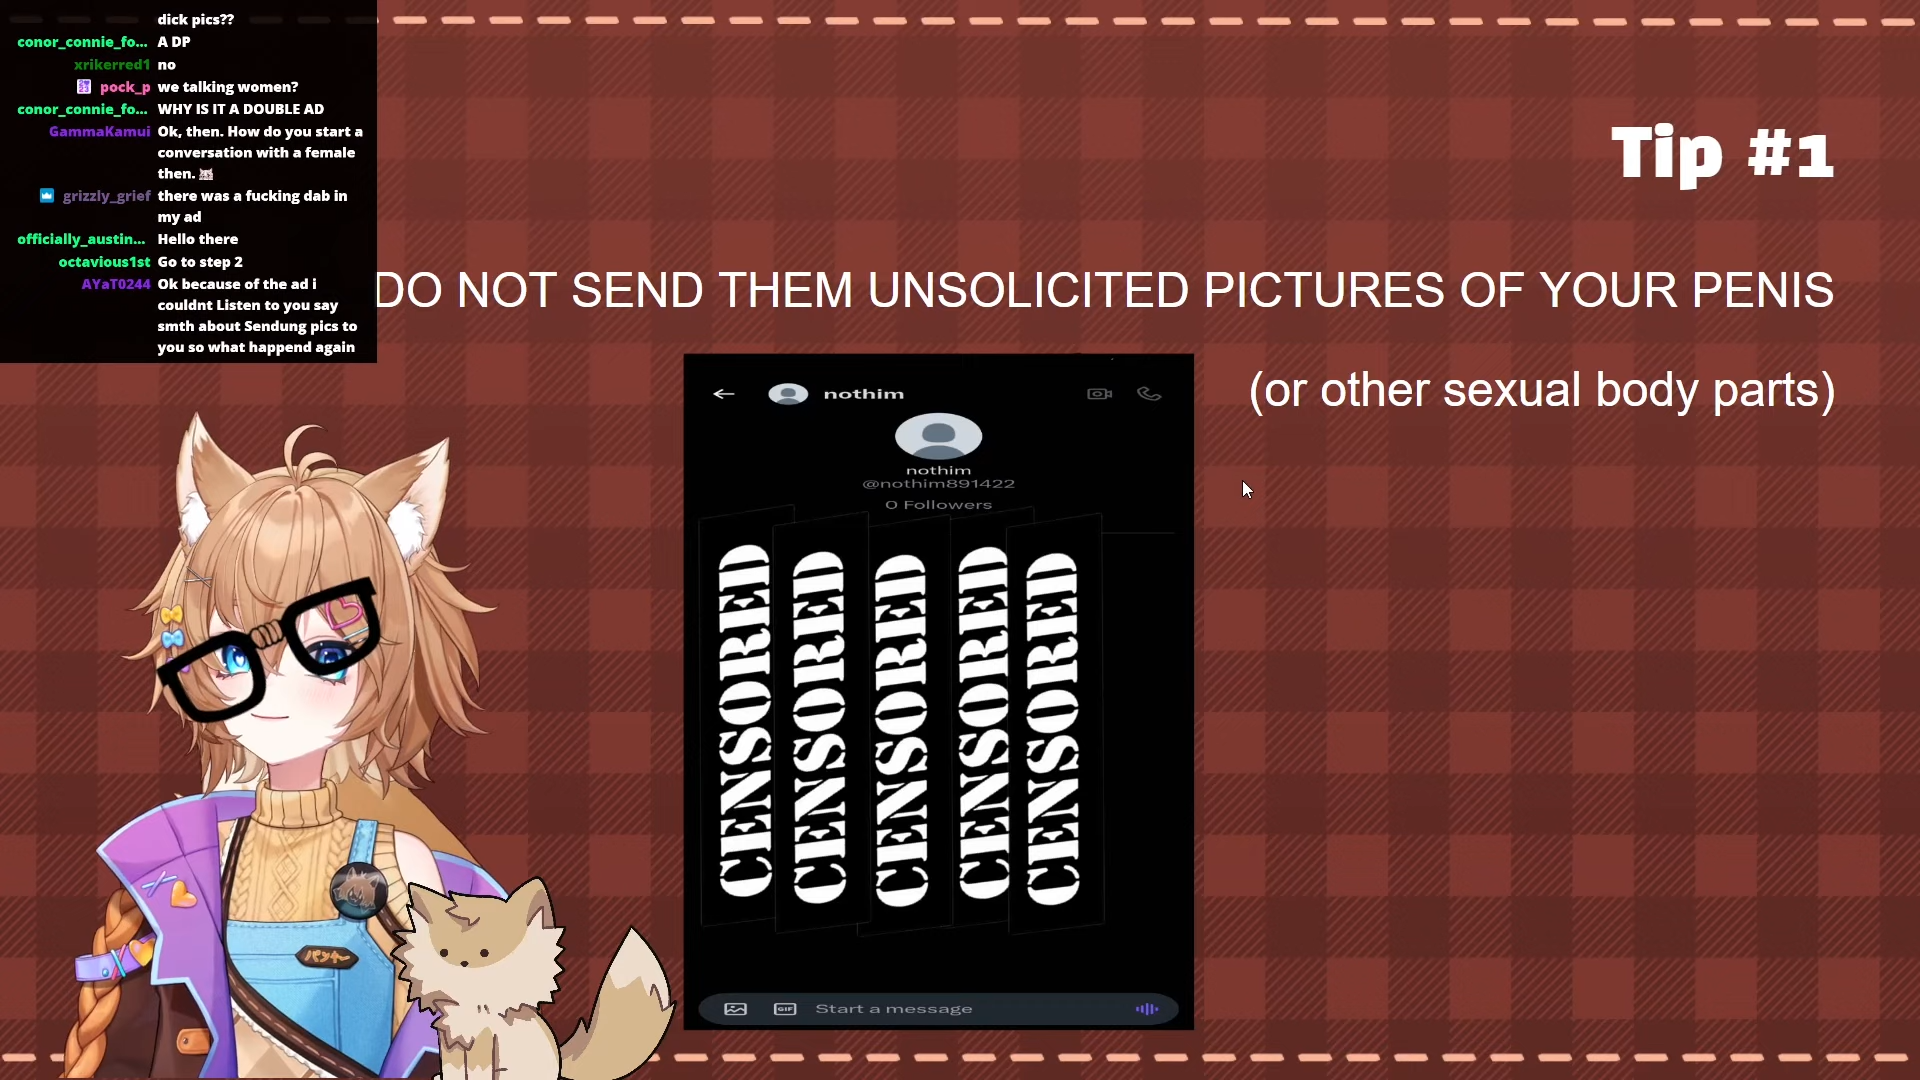 dick pics??
conor_connie_fo... A DP
xrikerred1 no
pock_p we talking women?
conor_connie_fo... WHY IS IT A DOUBLE AD
GammaKamui Ok, then. How do you start a
conversation with a female
then.
grizzly_grief there was a fucking dab in
my ad
officially_austin... Hello there
octavious1st Go to step 2
AYaT0244 Ok because of the ad i
couldnt Listen to you say
smth about Sendung pics to
you so what happend again
Tip #1
DO NOT SEND THEM UNSOLICITED PICTURES OF YOUR PENIS
(or other sexual body parts)
nothim
nothim
@nothim891422
0 Followers
CENSORED
CENSORED
CENSORED
CENSORED
CENSORED
GIF
Start a message